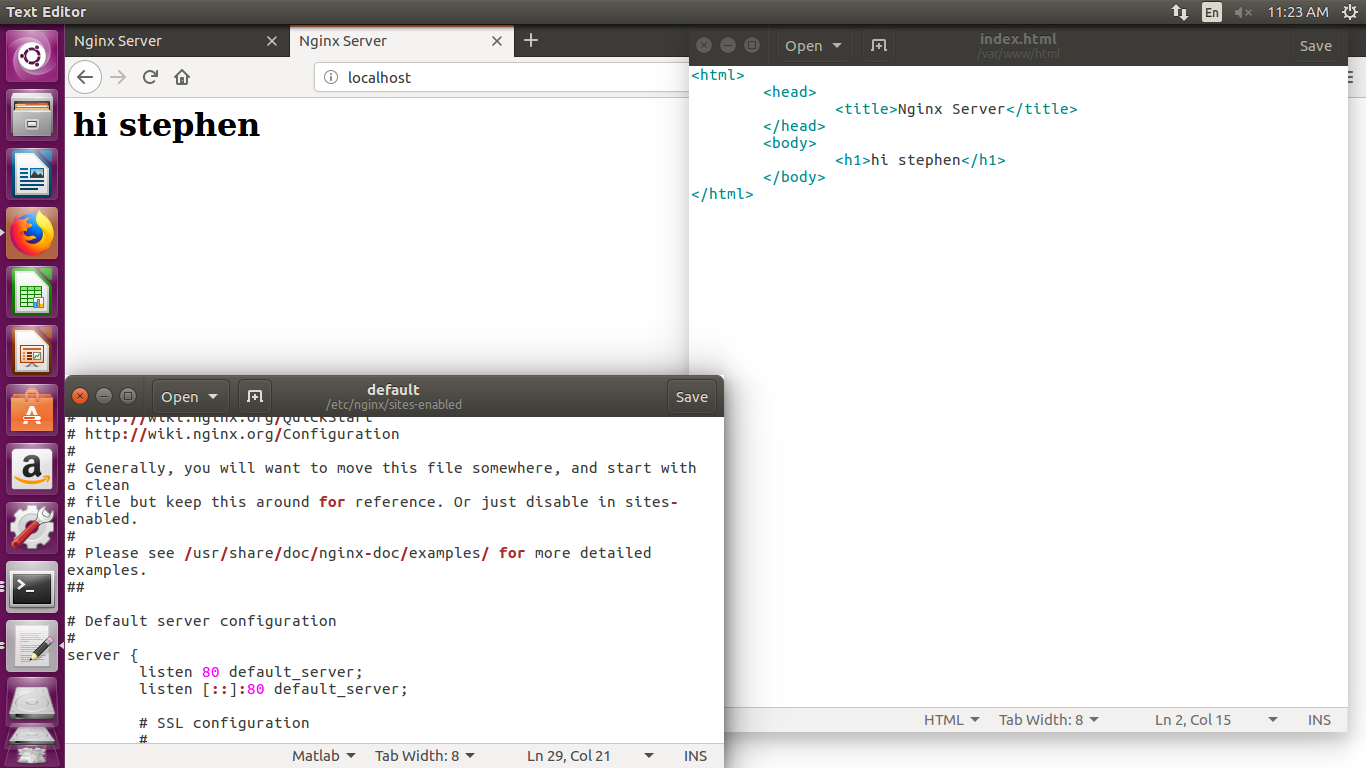 Text Editor
En
11:23 AM
Nginx Server
Nginx Server
localhost
hi stephen
Open
index.html
/var/www/html
Save
<html>
<head>
<title>Nginx Server</title>
</head>
<body>
<h1>hi stephen</h1>
</body>
</html>
HTML
Tab Width: 8
Ln 2, Col 15
INS
Open
default
/etc/nginx/sites-enabled
Save
# http://wiki.nginx.org/QuickStart
# http://wiki.nginx.org/Configuration
#
# Generally, you will want to move this file somewhere, and start with
a clean
# file but keep this around for reference. Or just disable in sites-
enabled.
#
# Please see /usr/share/doc/nginx-doc/examples/ for more detailed
examples.
##
# Default server configuration
#
server {
listen 80 default_server;
listen [::]:80 default_server;
# SSL configuration
#
Matlab
Tab Width: 8
Ln 29, Col 21
INS